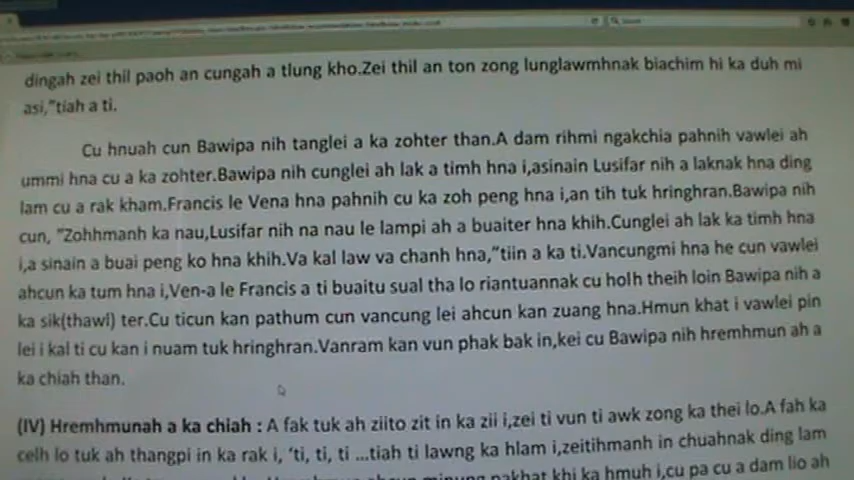 dingah zei thil paoh an cungah a tlung kho.Zei thil an ton zong lunglawmhnak biachim hi ka duh mi
asi,"tiah a ti.
Cu hnuah cun Bawipa nih tanglei a ka zohter than.A dam rihmi ngakchia pahnih vawlei ah
ummi hna cu a ka zohter.Bawipa nih cunglei ah lak a timh hna i,asinain Lusifar nih a laknak hna ding
lam cu a rak kham.Francis le Vena hna pahnih cu ka zoh peng hna i,an tih tuk hringhran.Bawipa nih
cun, "Zohhmanh ka nau,Lusifar nih na nau le lampi ah a buaiter hna khih.Cunglei ah lak ka timh hna
i,a sinain a buai peng ko hna khih.Va kal law va chanh hna,"tiin a ka ti.Vancungmi hna he cun vawlei
ahcun ka tum hna i,Ven-a le Francis a ti buaitu sual tha lo riantuannak cu holh theih loin Bawipa nih a
ka sik(thawl) ter.Cu ticun kan pathum cun vancung lei ahcun kan zuang hna.Hmun khat i vawlei pin
lei i kal ti cu kan i nuam tuk hringhran.Vanram kan vun phak bak in,kei cu Bawipa nih hremhmun ah a
ka chiah than.
(IV) Hremhmunah a ka chiah : A fak tuk ah ziito zit in ka zii i,zei ti vun ti awk zong ka thei lo.A fah ka
celh lo tuk ah thangpi in ka rak i, 'ti, ti, ti ...tiah ti lawng ka hlam i,zeitihmanh in chuahnak ding lam
minung pakhat khi ka hmuh i,cu pa cu a dam lio ah